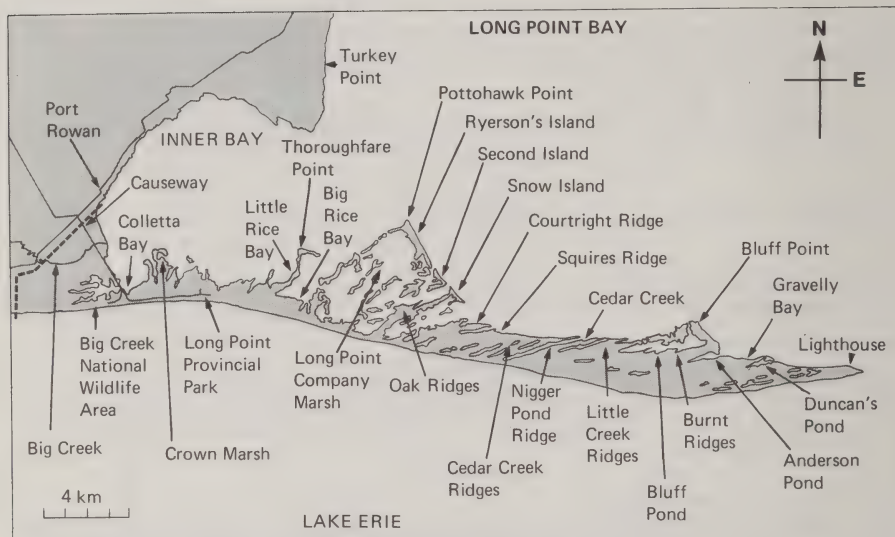 LONG POINT BAY
N
E
Turkey
Point
Pottohawk Point
Ryerson's Island
Second Island
Snow Island
Courtright Ridge
Squires Ridge
Cedar Creek
Bluff Point
Gravelly
Bay
Lighthouse
Port
Rowan
INNER BAY
Thoroughfare
Point
Causeway
Colletta
Bay
Little
Rice
Bay
Big
Rice
Bay
Big Creek
National
Wildlife
Area
Long Point
Provincial
Park
Long Point
Company
Marsh
Oak Ridges
Nigger
Pond
Ridge
Little
Creek
Ridges
Burnt
Ridges
Duncan's
Pond
Big Creek
Crown Marsh
Cedar Creek
Ridges
Bluff
Pond
Anderson
Pond
4 km
LAKE ERIE